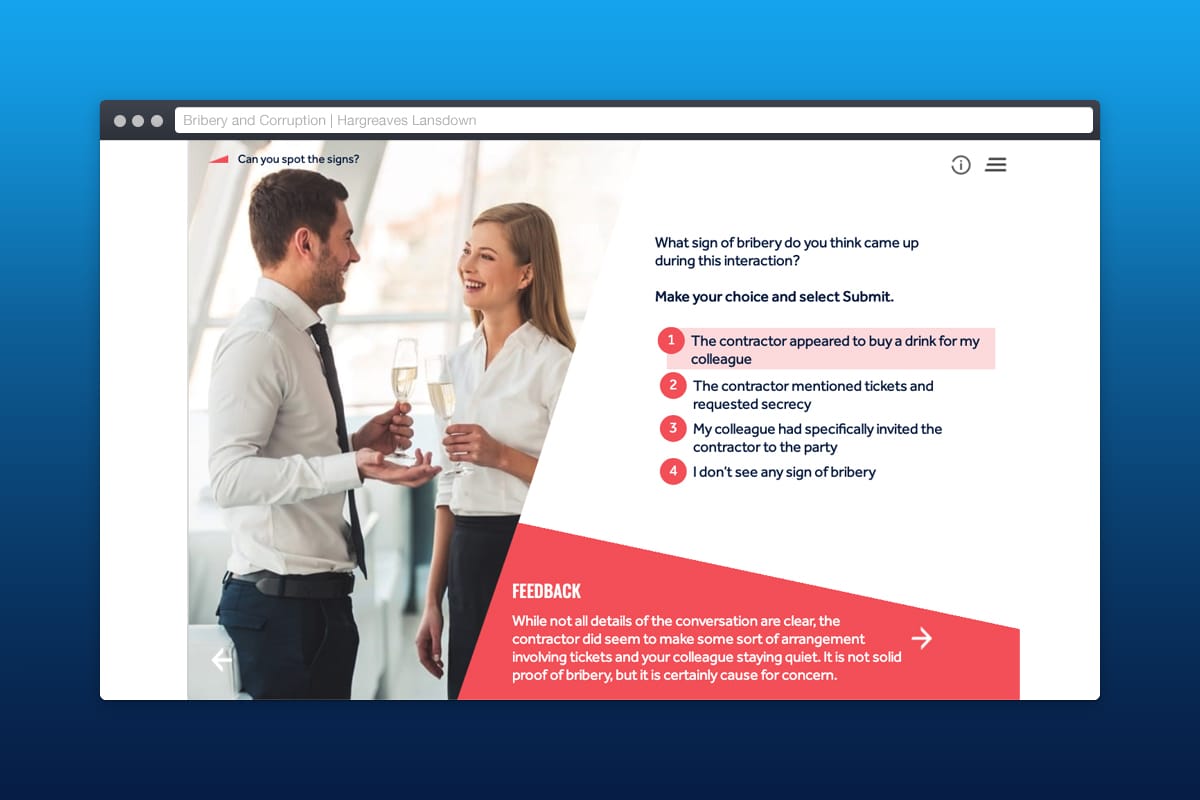 Bribery and Corruption | Hargreaves Lansdown
Can you spot the signs?
What sign of bribery do you think came up
during this interaction?
Make your choice and select Submit.
1 The contractor appeared to buy a drink for my
colleague
2 The contractor mentioned tickets and
requested secrecy
3 My colleague had specifically invited the
contractor to the party
4 I don't see any sign of bribery
FEEDBACK
While not all details of the conversation are clear, the
contractor did seem to make some sort of arrangement
involving tickets and your colleague staying quiet. It is not solid
proof of bribery, but it is certainly cause for concern.